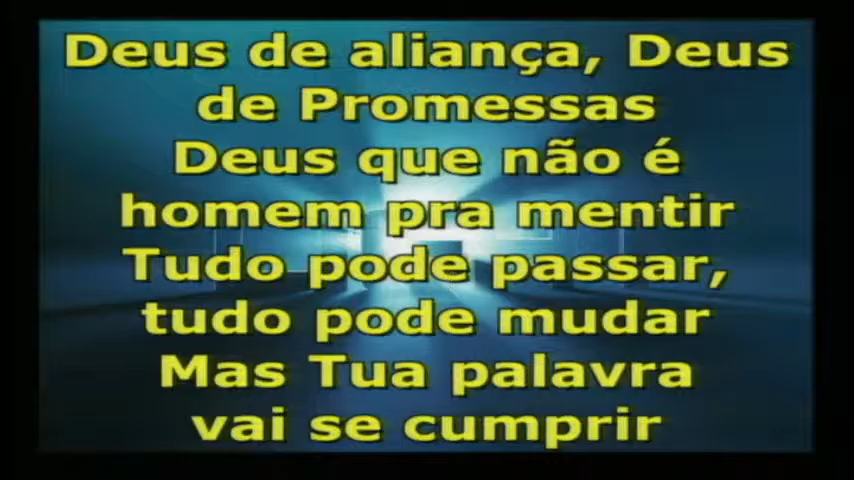 Deus de aliança, Deus
de Promessas
Deus que não é
homem pra mentir
Tudo pode passar,
tudo pode mudar
Mas Tua palavra
vai se cumprir